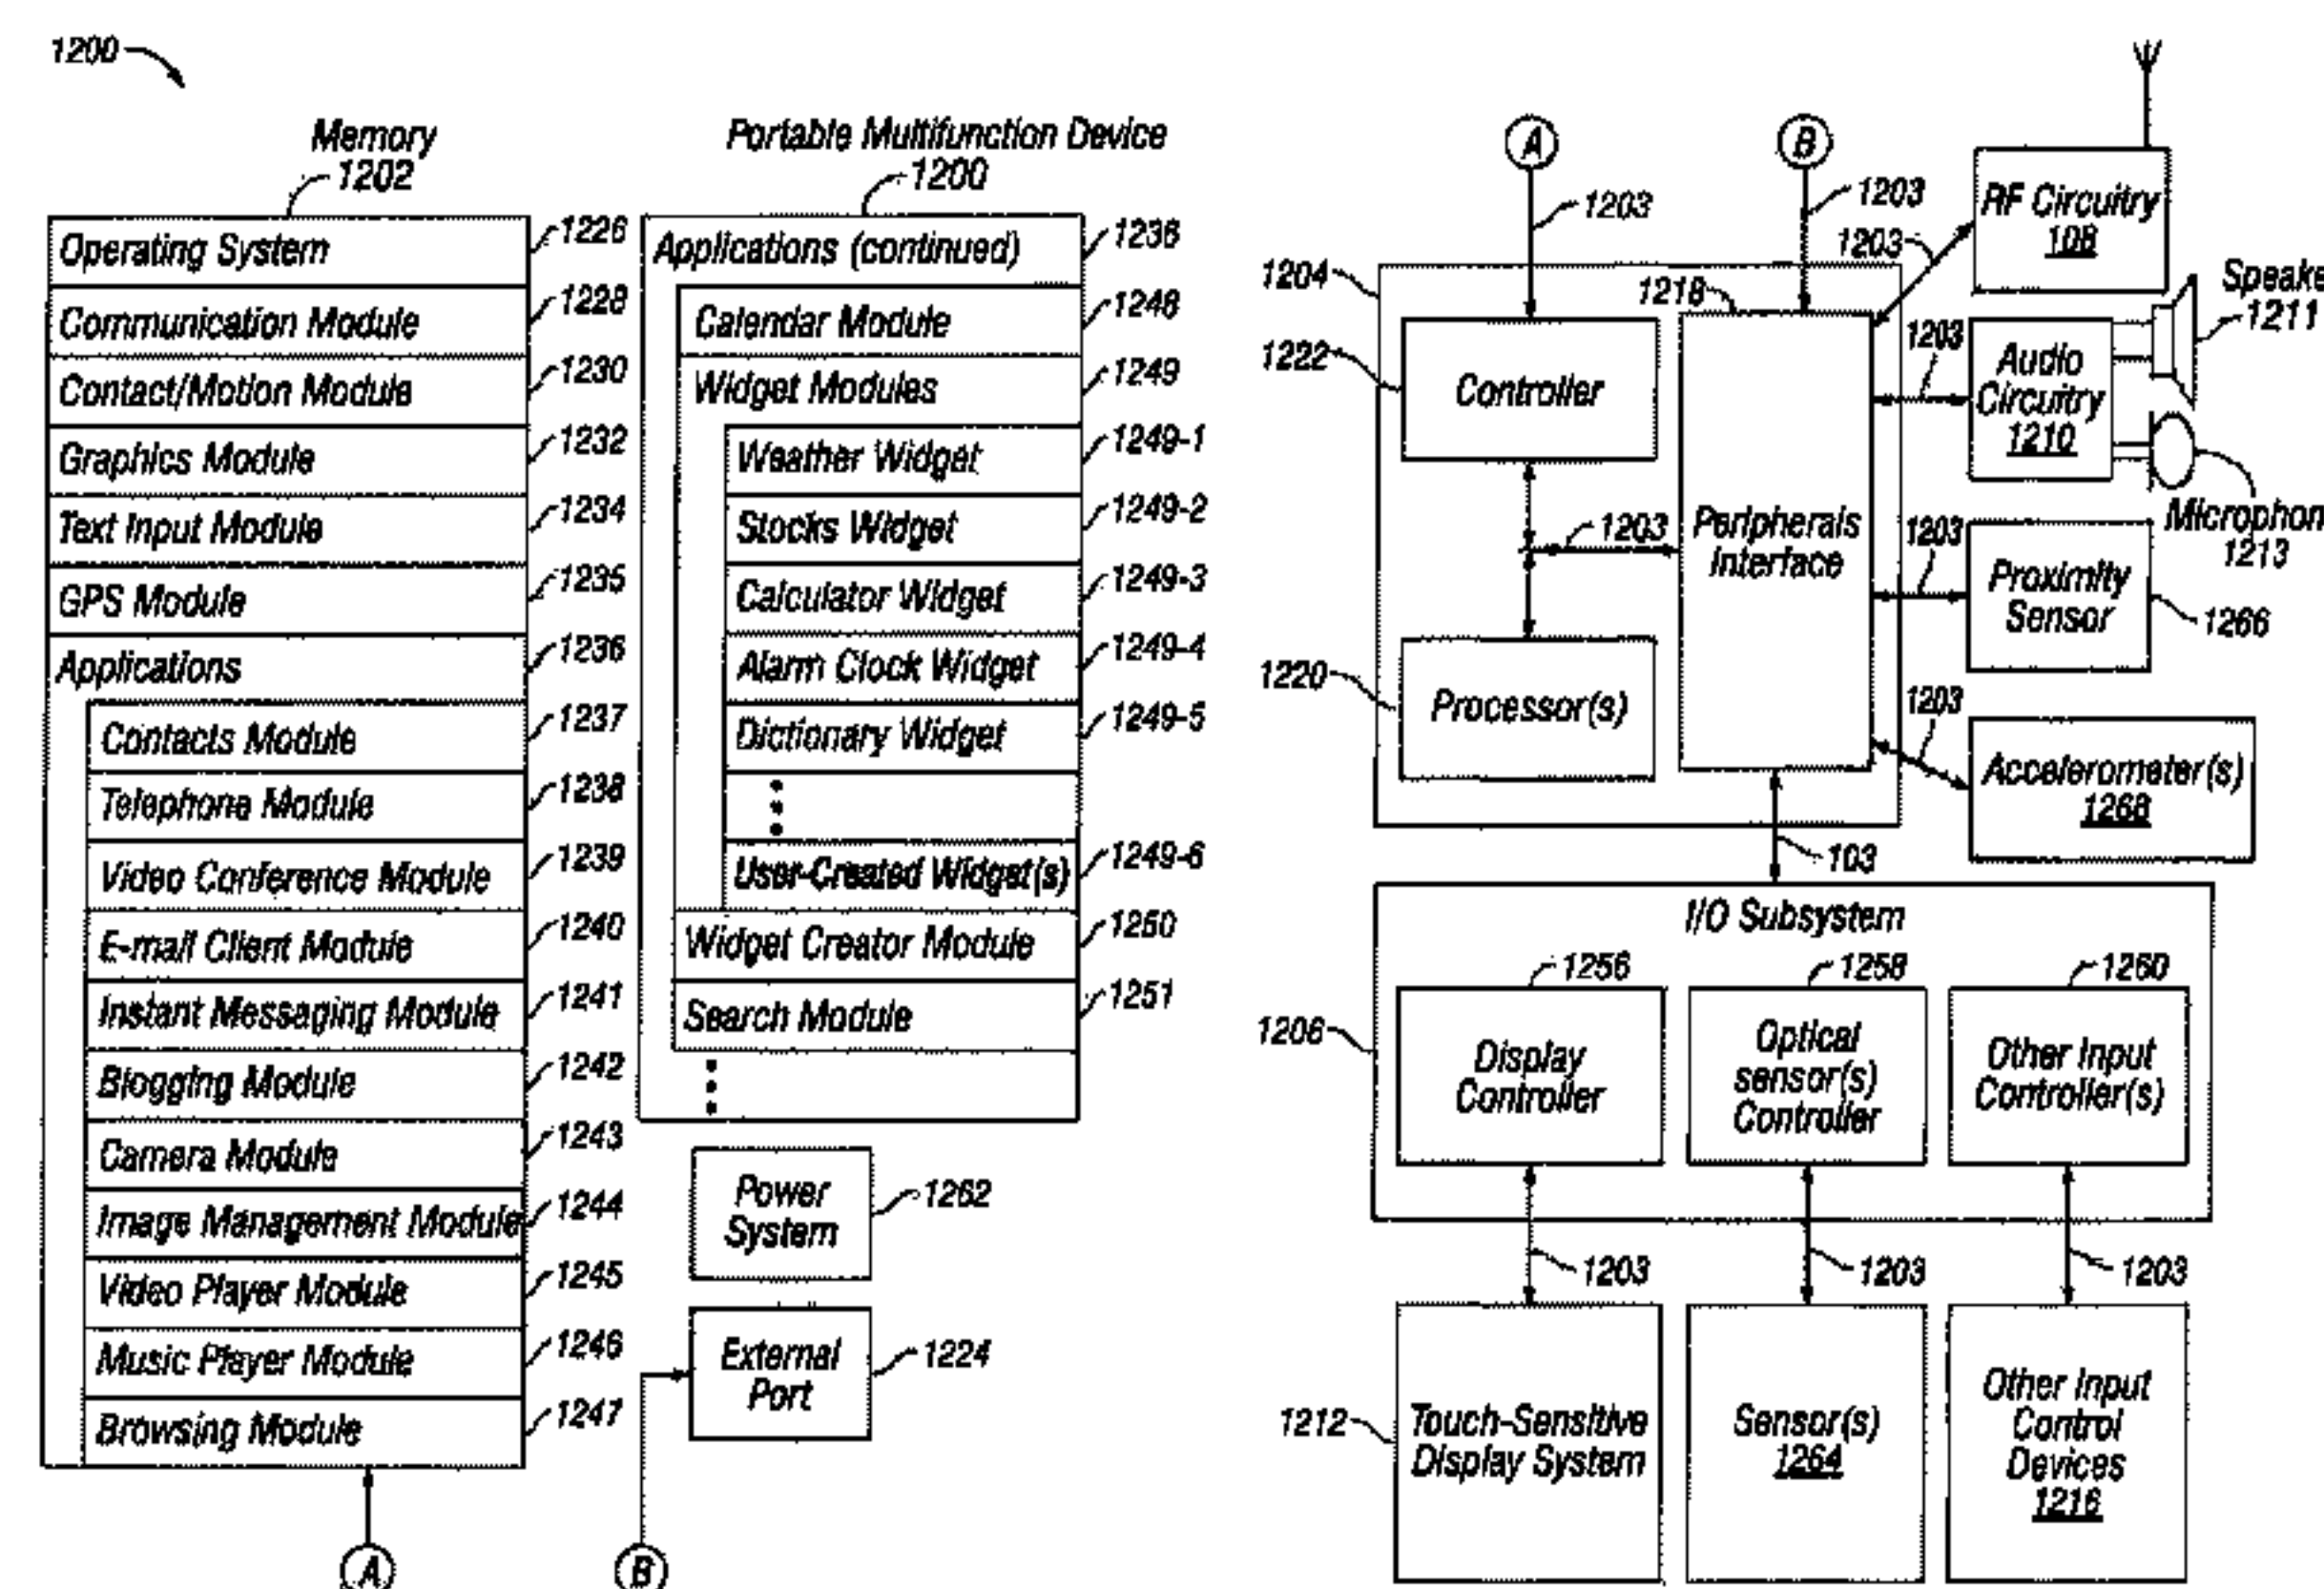 1200
Memory
1202
Operating System
1226
Communication Module
1228
Contact/Motion Module
1230
Graphics Module
1232
Text Input Module
1234
GPS Module
1235
Applications
1236
Contacts Module
1237
Telephone Module
1238
Video Conference Module
1239
E-mail Client Module
1240
Instant Messaging Module
1241
Blogging Module
1242
Camera Module
1243
Image Management Module
1244
Video Player Module
1245
Music Player Module
1246
Browsing Module
1247
A
Portable Multifunction Device
1200
Applications (continued)
1236
Calendar Module
1248
Widget Modules
1249
Weather Widget
1249-1
Stocks Widget
1249-2
Calculator Widget
1249-3
Alarm Clock Widget
1249-4
Dictionary Widget
1249-5
User-Created Widget(s)
1249-6
Widget Creator Module
1250
Search Module
1251
Power
System
1262
External
Port
1224
B
A
B
1203
1203
1203
1204
1218
RF Circuitry
108
Speake
1211
1222
Controller
1203
Audio
Circuitry
1210
Microphon
1213
1203
Peripherals
Interface
1203
Proximity
Sensor
1266
1220
Processor(s)
1203
Accelerometer(s)
1268
103
I/O Subsystem
1206
1256
Display
Controller
1258
Optical
sensor(s)
Controller
1260
Other Input
Controller(s)
1203
1203
1203
1212
Touch-Sensitive
Display System
Sensor(s)
1264
Other Input
Control
Devices
1216